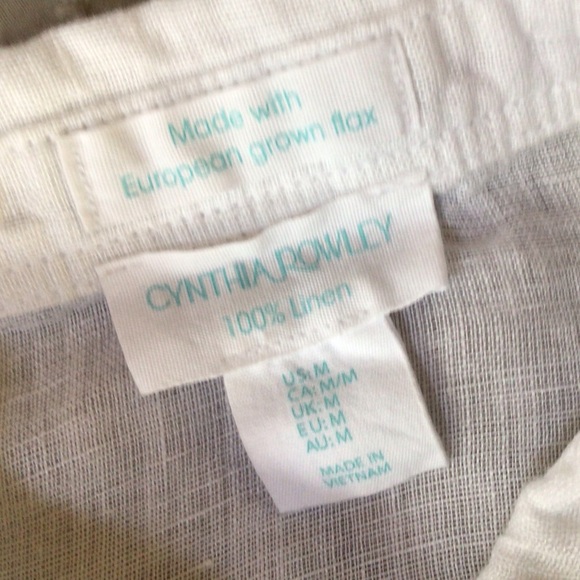 Made with
European grown flax
CYNTHIA ROWLEY
100% Linen
US: M
CA: M/M
UK: M
EU: M
AU: M
MADE IN
VIETNAM